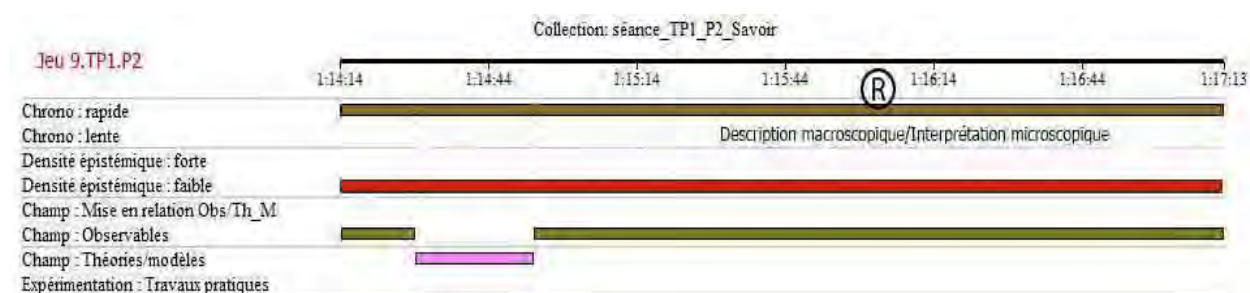 Collection: séance_TP1_P2_Savoir
Jeu 9.TP1.P2
1:14:14 1:14:44 1:15:14 1:15:44 1:16:14 1:16:44 1:17:13
R
Chrono : rapide
Chrono : lente
Description macroscopique/Interprétation microscopique
Densité épistémique : forte
Densité épistémique : faible
Champ : Mise en relation Obs/Th_M
Champ : Observables
Champ : Théories/modèles
Expérimentation : Travaux pratiques